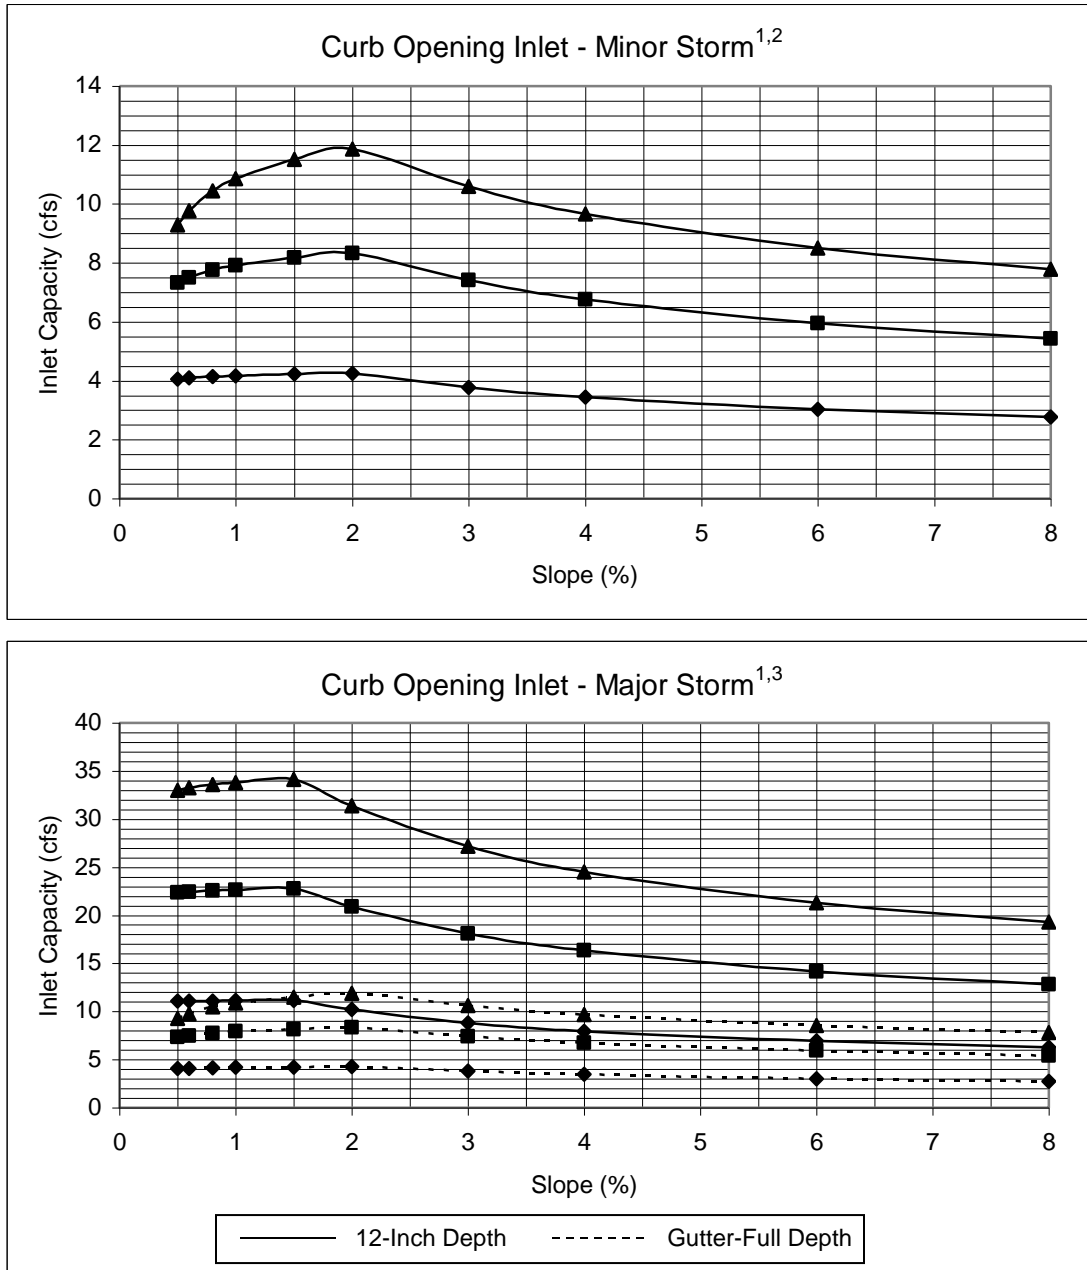 Curb Opening Inlet - Minor Storm1,2
14
12
10
8
6
4
2
0
Inlet Capacity (cfs)
0 1 2 3 4 5 6 7 8
Slope (%)
Curb Opening Inlet - Major Storm1,3
40
35
30
25
20
15
10
5
0
Inlet Capacity (cfs)
0 1 2 3 4 5 6 7 8
Slope (%)
12-Inch Depth Gutter-Full Depth